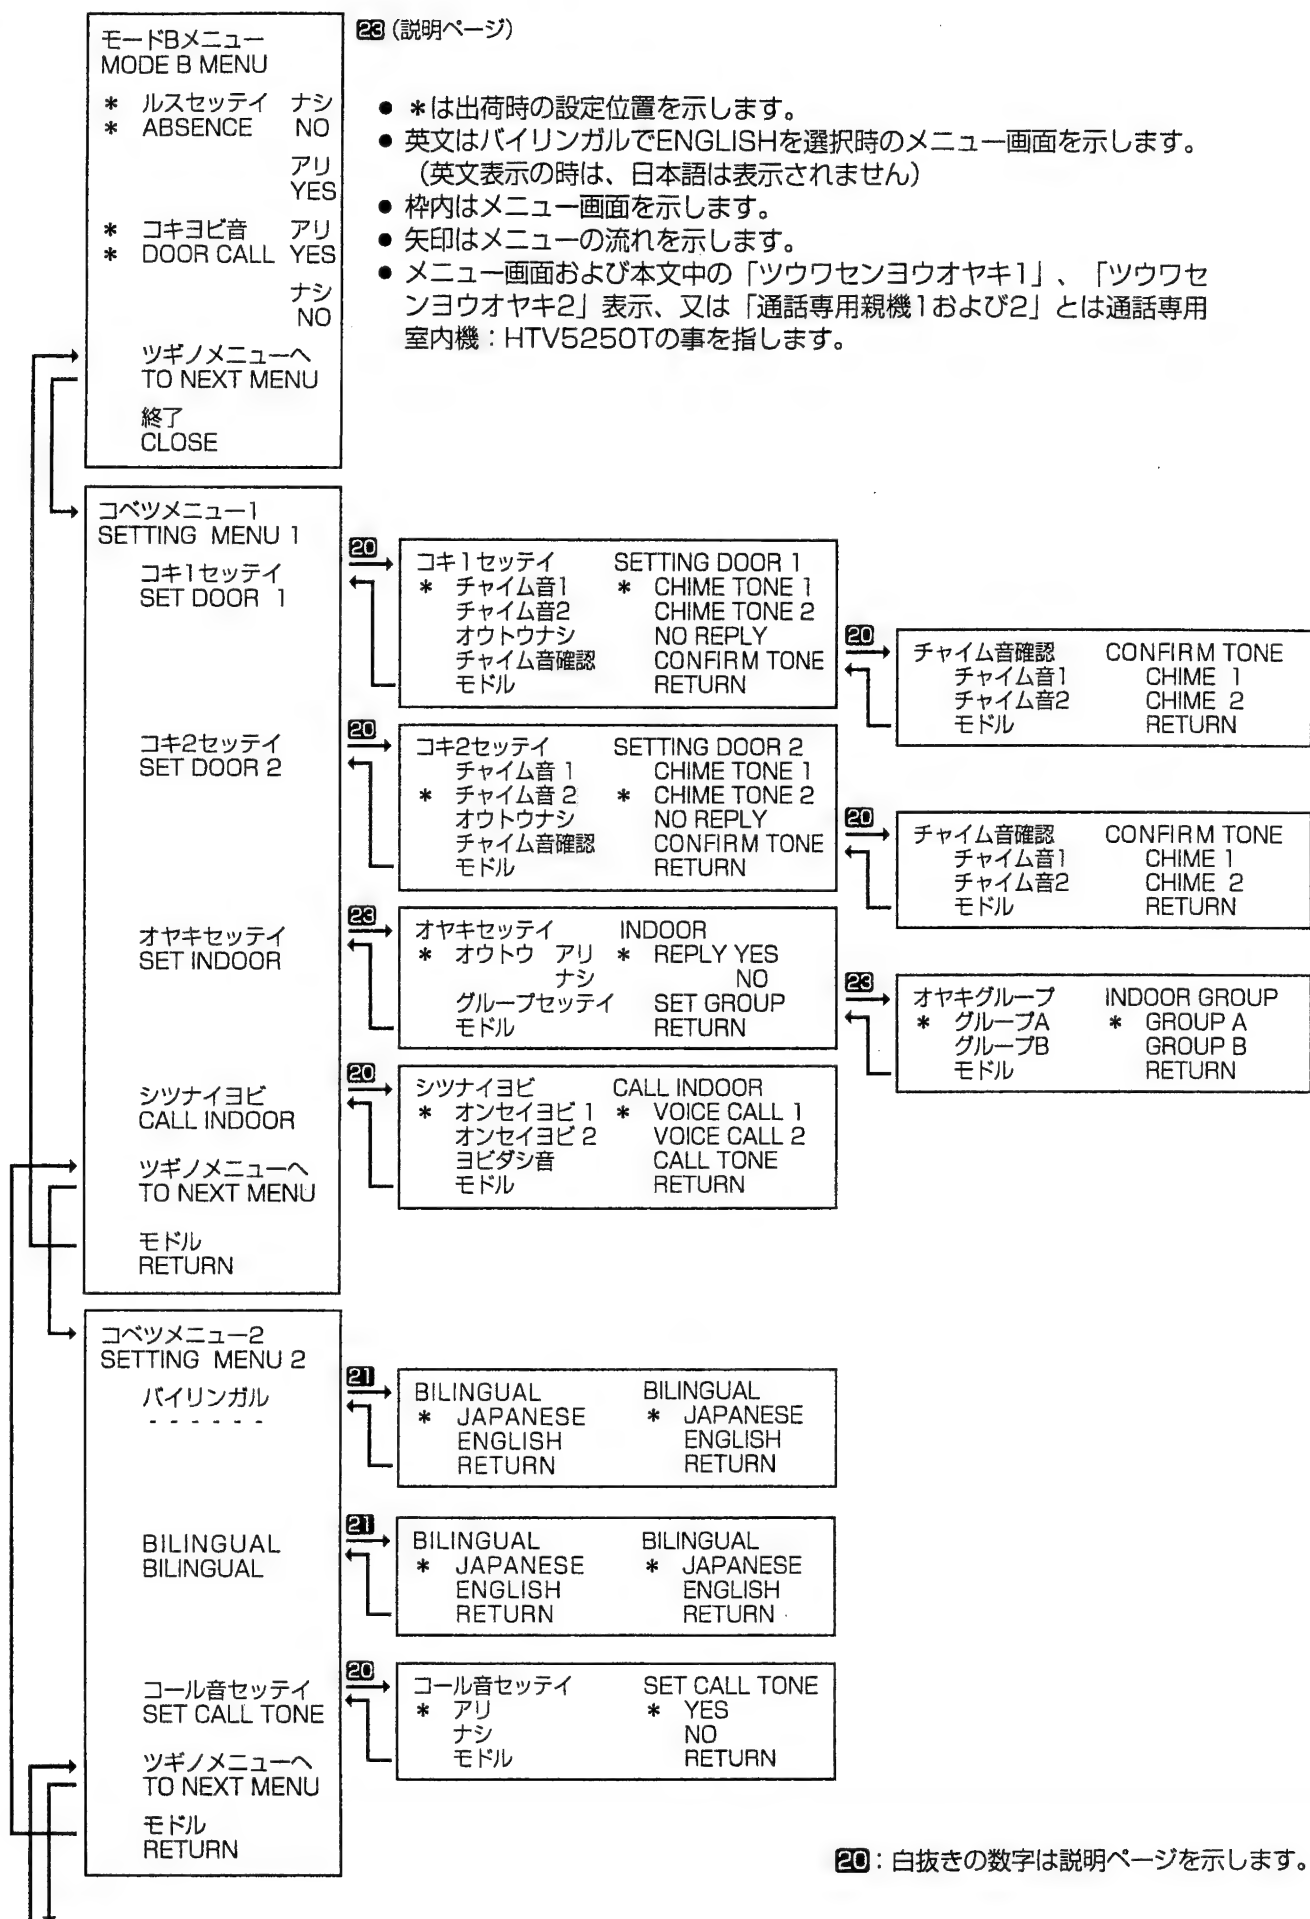 モードBメニュー
MODE B MENU
* ルスセッテイ ナシ
* ABSENCE NO
アリ
YES
* コキヨビ音 アリ
* DOOR CALL YES
ナシ
NO
ツギノメニューへ
TO NEXT MENU
終了
CLOSE
23 (説明ページ)
● *は出荷時の設定位置を示します。
● 英文はバイリンガルでENGLISHを選択時のメニュー画面を示します。
(英文表示の時は、日本語は表示されません)
● 枠内はメニュー画面を示します。
● 矢印はメニューの流れを示します。
● メニュー画面および本文中の「ツウワセンヨウオヤキ1」、「ツウワセ
ンヨウオヤキ2」表示、又は「通話専用親機1および2」とは通話専用
室内機:HTV5250Tの事を指します。
コベツメニュー1
SETTING MENU 1
コキ1セッテイ
SET DOOR 1
20
コキ1セッテイ SETTING DOOR 1
* チャイム音1 * CHIME TONE 1
チャイム音2 CHIME TONE 2
オウトウナシ NO REPLY
チャイム音確認 CONFIRM TONE
モドル RETURN
20
チャイム音確認 CONFIRM TONE
チャイム音1 CHIME 1
チャイム音2 CHIME 2
モドル RETURN
コキ2セッテイ
SET DOOR 2
20
コキ2セッテイ SETTING DOOR 2
チャイム音 1 CHIME TONE 1
* チャイム音 2 * CHIME TONE 2
オウトウナシ NO REPLY
チャイム音確認 CONFIRM TONE
モドル RETURN
20
チャイム音確認 CONFIRM TONE
チャイム音1 CHIME 1
チャイム音2 CHIME 2
モドル RETURN
オヤキセッテイ
SET INDOOR
23
オヤキセッテイ INDOOR
* オウトウ アリ * REPLY YES
ナシ NO
グループセッテイ SET GROUP
モドル RETURN
23
オヤキグループ INDOOR GROUP
* グループA * GROUP A
グループB GROUP B
モドル RETURN
シツナイヨビ
CALL INDOOR
20
シツナイヨビ CALL INDOOR
* オンセイヨビ 1 * VOICE CALL 1
オンセイヨビ 2 VOICE CALL 2
ヨビダシ音 CALL TONE
モドル RETURN
ツギノメニューへ
TO NEXT MENU
モドル
RETURN
コベツメニュー2
SETTING MENU 2
バイリンガル
- - - - - -
21
BILINGUAL BILINGUAL
* JAPANESE * JAPANESE
ENGLISH ENGLISH
RETURN RETURN
BILINGUAL
BILINGUAL
21
BILINGUAL BILINGUAL
* JAPANESE * JAPANESE
ENGLISH ENGLISH
RETURN RETURN
コール音セッテイ
SET CALL TONE
20
コール音セッテイ SET CALL TONE
* アリ * YES
ナシ NO
モドル RETURN
ツギノメニューへ
TO NEXT MENU
モドル
RETURN
20:白抜きの数字は説明ページを示します。